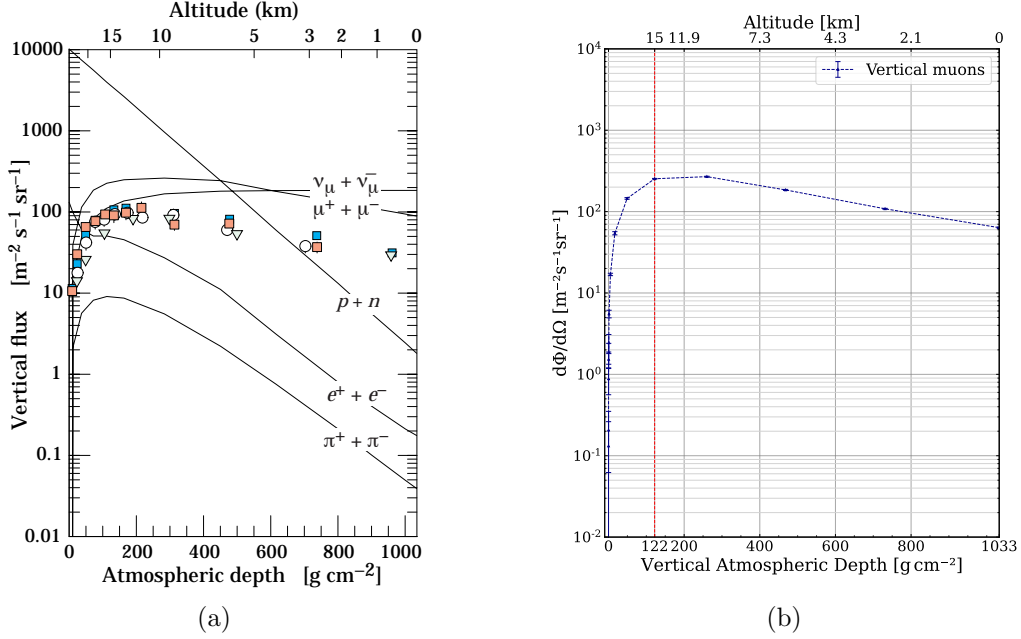 Altitude (km)
15 10 5 3 2 1 0
10000
1000
100
10
1
0.1
0.01
Vertical flux [m⁻² s⁻¹ sr⁻¹]
ν_μ + ν̅_μ
μ⁺ + μ⁻
p + n
e⁺ + e⁻
π⁺ + π⁻
0 200 400 600 800 1000
Atmospheric depth [g cm⁻²]
(a)
Altitude [km]
15 11.9 7.3 4.3 2.1 0
10⁴
10³
10²
10¹
10⁰
10⁻¹
10⁻²
dΦ/dΩ [m⁻²s⁻¹sr⁻¹]
Vertical muons
0 122 200 400 600 800 1033
Vertical Atmospheric Depth [g cm⁻²]
(b)